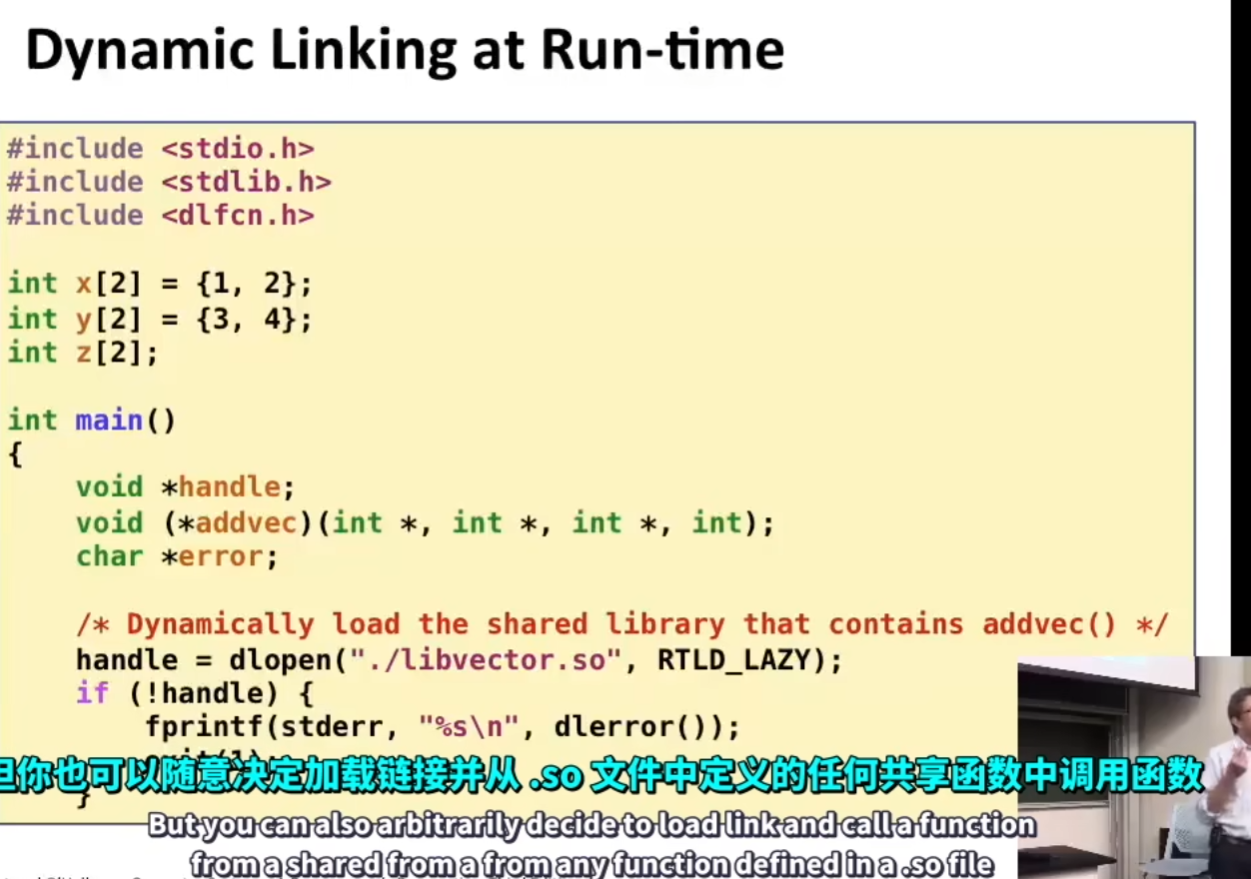 Dynamic Linking at Run-time
#include <stdio.h>
#include <stdlib.h>
#include <dlfcn.h>
int x[2] = {1, 2};
int y[2] = {3, 4};
int z[2];
int main()
{
    void *handle;
    void (*addvec)(int *, int *, int *, int);
    char *error;
    /* Dynamically load the shared library that contains addvec() */
    handle = dlopen("./libvector.so", RTLD_LAZY);
    if (!handle) {
        fprintf(stderr, "%s\n", dlerror());
        exit(1);
但你也可以随意决定加载链接并从 .so 文件中定义的任何共享函数中调用函数
    }
But you can also arbitrarily decide to load link and call a function
from a shared from a from any function defined in a .so file